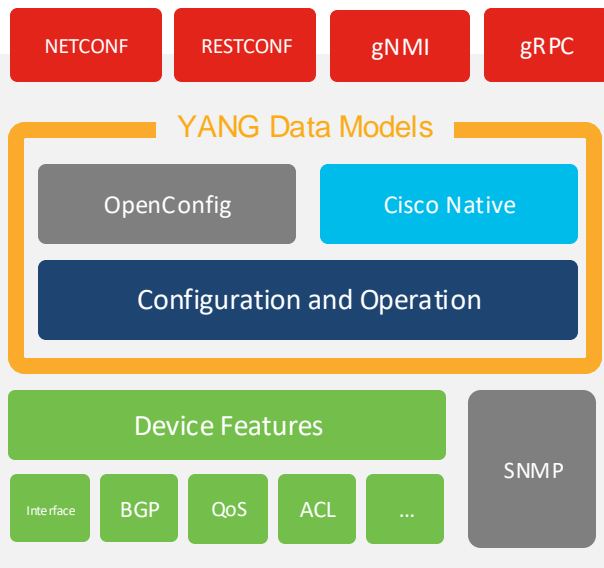 NETCONF
RESTCONF
gNMI
gRPC
YANG Data Models
OpenConfig
Cisco Native
Configuration and Operation
Device Features
SNMP
Interface
BGP
QoS
ACL
...